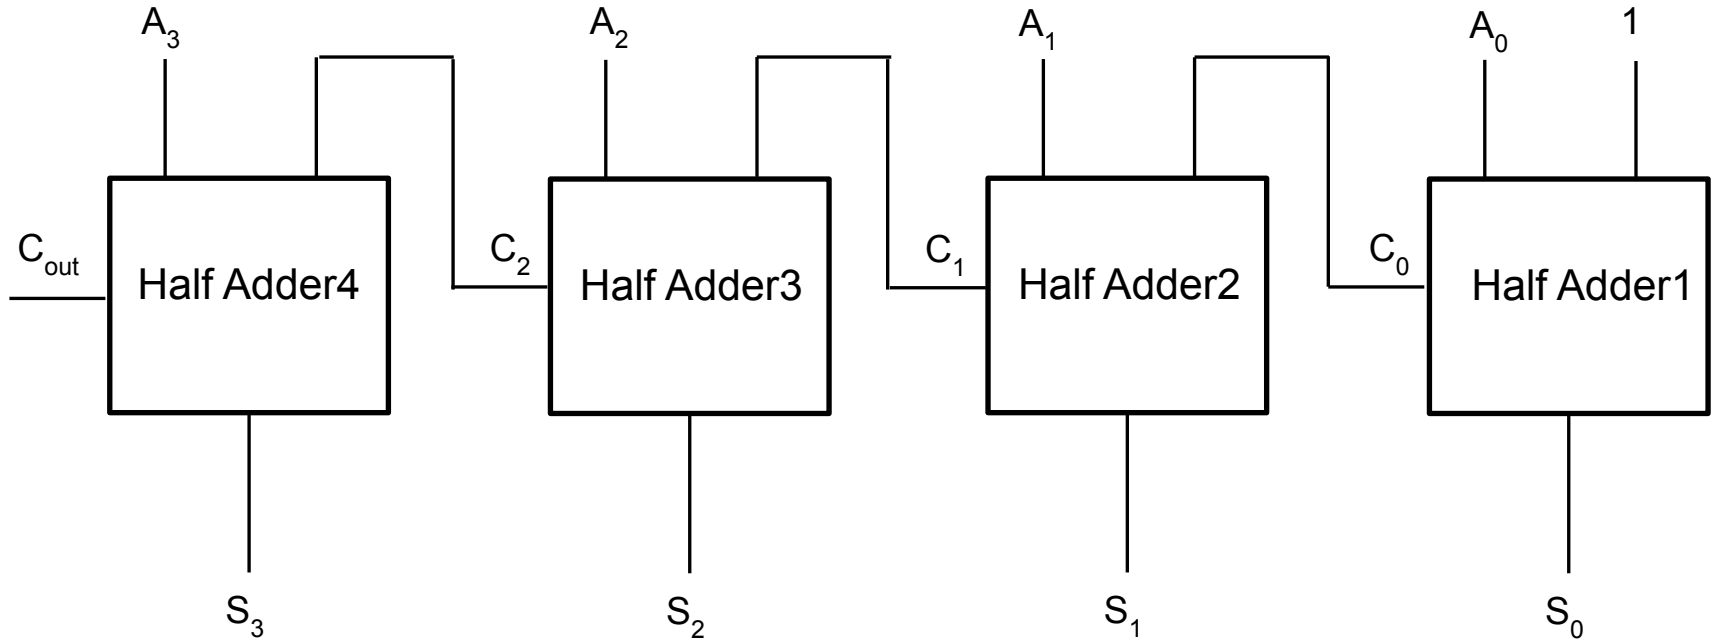 A3 A2 A1 A0 1
Cout C2 C1 C0
Half Adder4 Half Adder3 Half Adder2 Half Adder1
S3 S2 S1 S0